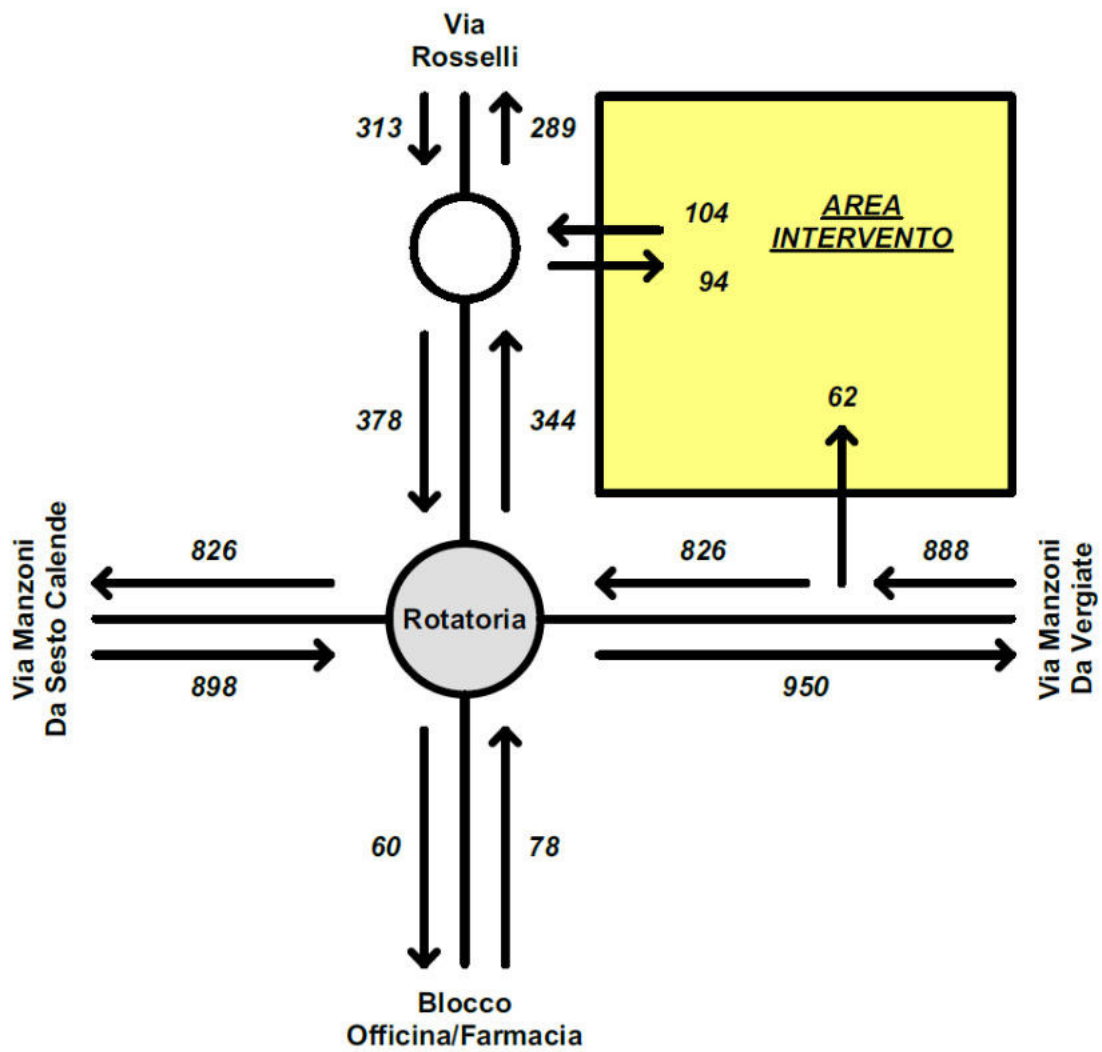 Via
Rosselli
313
289
104
AREA
INTERVENTO
94
62
378
344
Via Manzoni
Da Sesto Calende
826
826
888
Via Manzoni
Da Vergiate
Rotatoria
898
950
60
78
Blocco
Officina/Farmacia